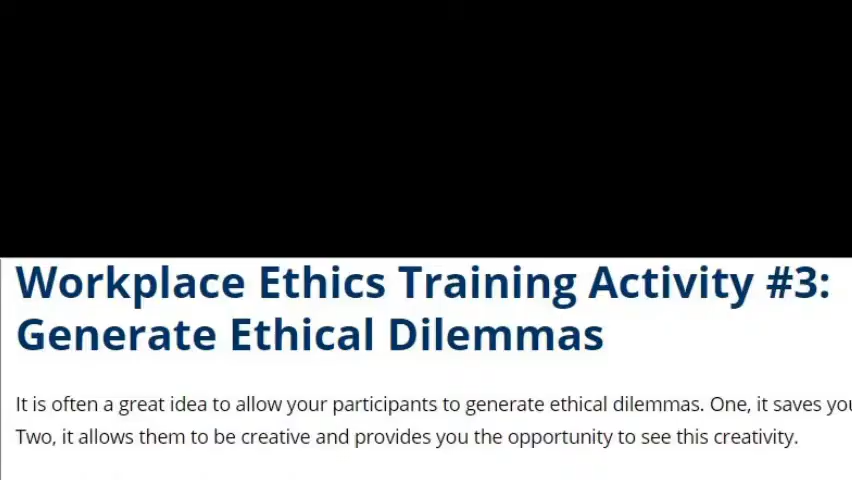 Workplace Ethics Training Activity #3:
Generate Ethical Dilemmas
It is often a great idea to allow your participants to generate ethical dilemmas. One, it saves
Two, it allows them to be creative and provides you the opportunity to see this creativity.